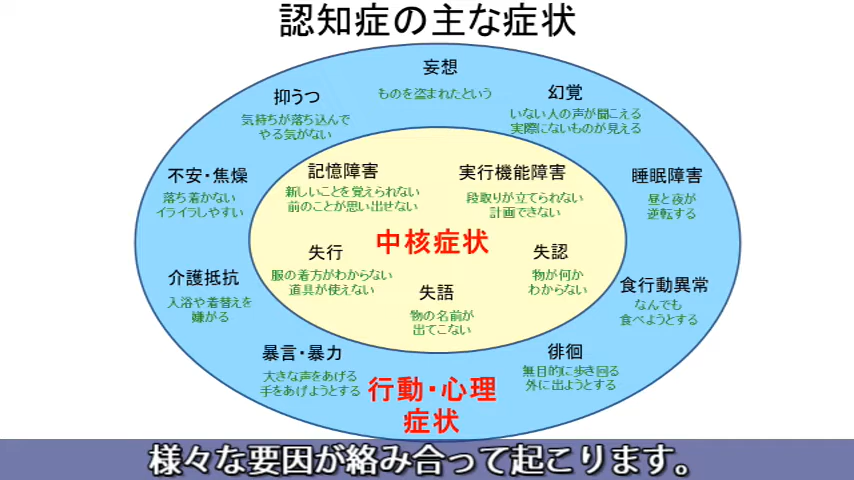 認知症の主な症状
妄想
ものを盗まれたという
抑うつ
気持ちが落ち込んで
やる気がない
幻覚
いない人の声が聞こえる
実際にないものが見える
不安・焦燥
落ち着かない
イライラしやすい
記憶障害
新しいことを覚えられない
前のことが思い出せない
実行機能障害
段取りが立てられない
計画できない
睡眠障害
昼と夜が
逆転する
中核症状
失行
服の着方がわからない
道具が使えない
失語
物の名前が
出てこない
失認
物が何か
わからない
介護抵抗
入浴や着替えを
嫌がる
食行動異常
なんでも
食べようとする
暴言・暴力
大きな声をあげる
手をあげようとする
行動・心理
症状
徘徊
無目的に歩き回る
外に出ようとする
様々な要因が絡み合って起こります。